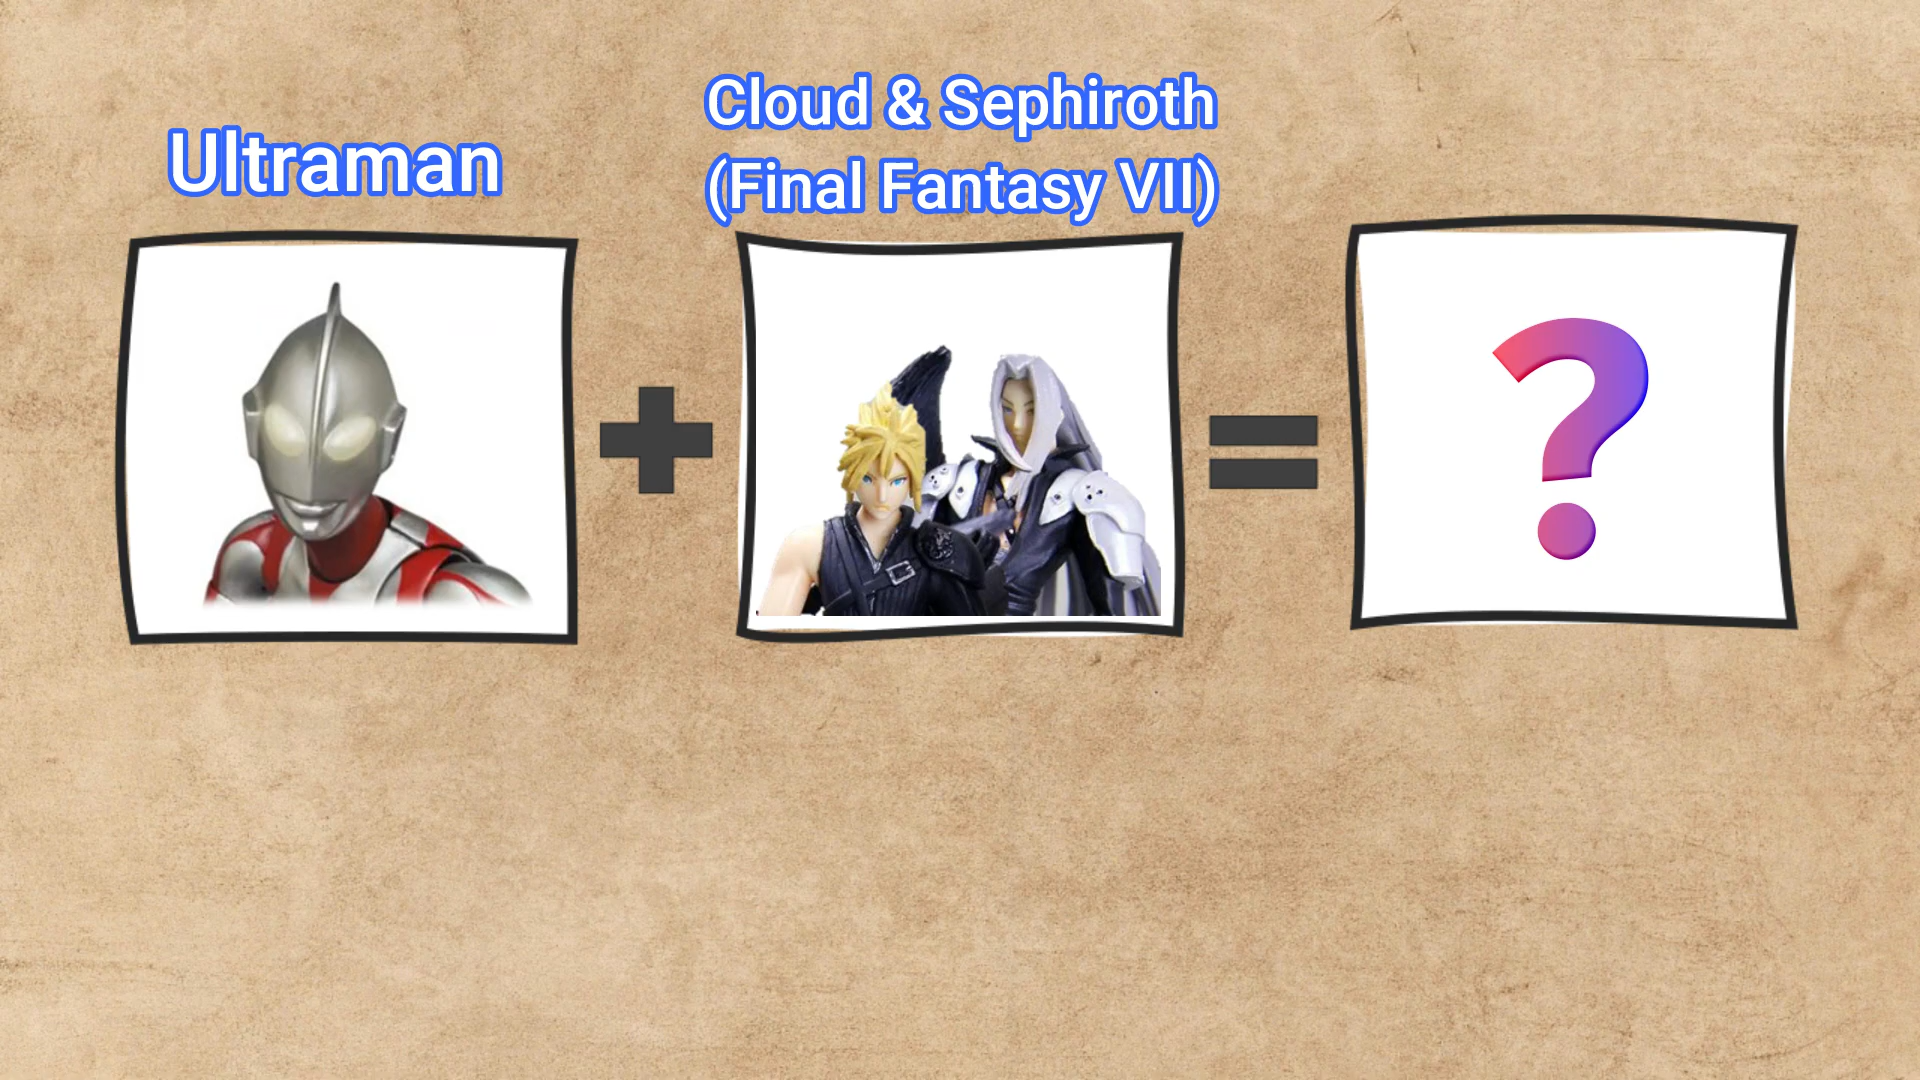 Ultraman
Cloud & Sephiroth
(Final Fantasy VII)
+
=
?